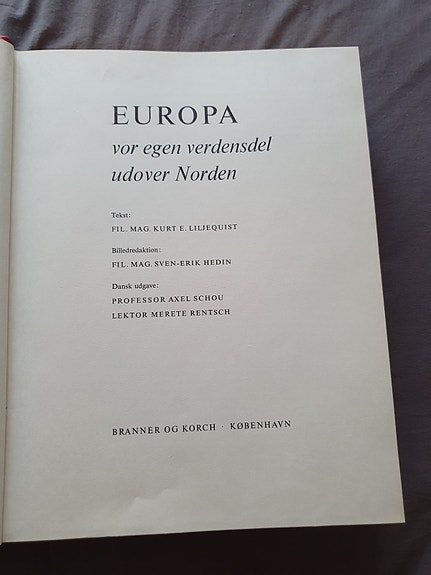 EUROPA
vor egen verdensdel
udover Norden
Tekst:
FIL. MAG. KURT E. LILJEQUIST
Billedredaktion:
FIL. MAG. SVEN-ERIK HEDIN
Dansk udgave:
PROFESSOR AXEL SCHOU
LEKTOR MERETE RENTSCH
BRANNER OG KORCH · KØBENHAVN